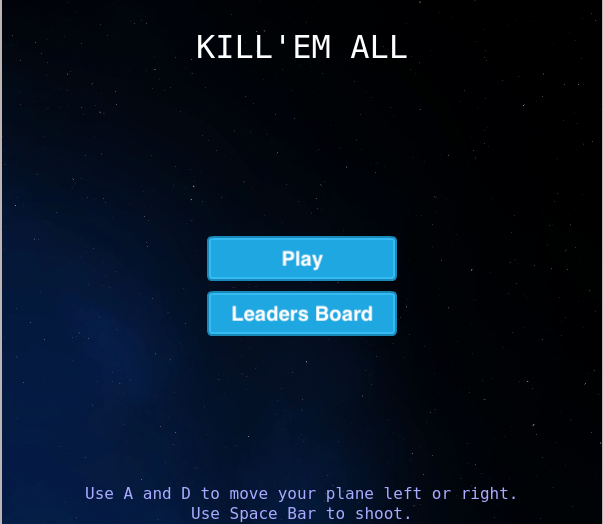 KILL'EM ALL
Play
Leaders Board
Use A and D to move your plane left or right.
Use Space Bar to shoot.